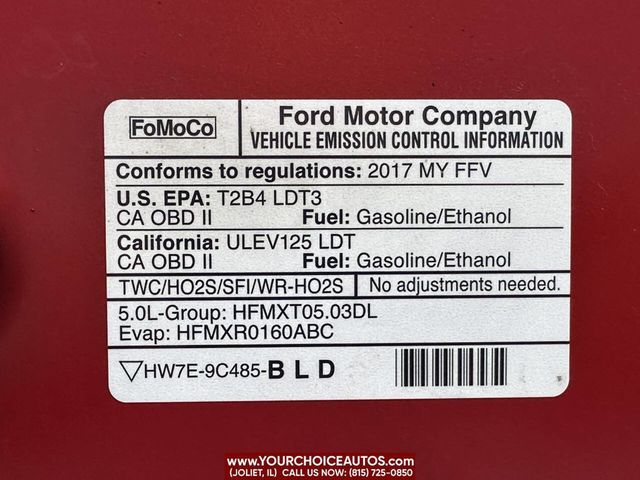 FoMoCo
Ford Motor Company
VEHICLE EMISSION CONTROL INFORMATION
Conforms to regulations: 2017 MY FFV
U.S. EPA: T2B4 LDT3
CA OBD II Fuel: Gasoline/Ethanol
California: ULEV125 LDT
CA OBD II Fuel: Gasoline/Ethanol
TWC/HO2S/SFI/WR-HO2S No adjustments needed.
5.0L-Group: HFMXT05.03DL
Evap: HFMXR0160ABC
▽HW7E-9C485-B L D
WWW.YOURCHOICEAUTOS.COM
(JOLIET, IL) CALL US NOW: (815) 725-0850